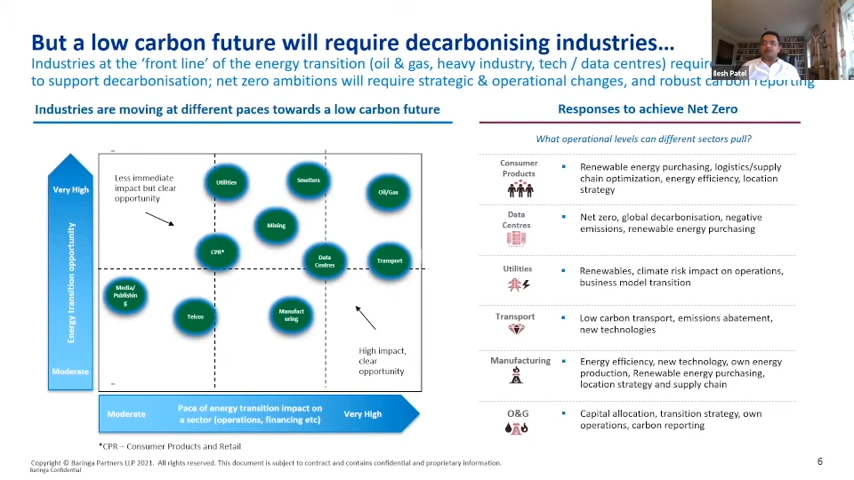 But a low carbon future will require decarbonising industries…
Industries at the ‘front line’ of the energy transition (oil & gas, heavy industry, tech / data centres) requir
to support decarbonisation; net zero ambitions will require strategic & operational changes, and robust carbon reporting
Ilesh Patel
Industries are moving at different paces towards a low carbon future
Very High
Energy transition opportunity
Moderate
Less immediate
impact but clear
opportunity
Utilities
Smelters
Oil/Gas
Mining
CPR*
Data
Centres
Transport
Media/
Publishin
g
Telcos
Manufact
uring
High impact,
clear
opportunity
Moderate
Pace of energy transition impact on
a sector (operations, financing etc)
Very High
*CPR – Consumer Products and Retail
Responses to achieve Net Zero
What operational levels can different sectors pull?
Consumer
Products
Renewable energy purchasing, logistics/supply
chain optimization, energy efficiency, location
strategy
Data
Centres
Net zero, global decarbonisation, negative
emissions, renewable energy purchasing
Utilities
Renewables, climate risk impact on operations,
business model transition
Transport
Low carbon transport, emissions abatement,
new technologies
Manufacturing
Energy efficiency, new technology, own energy
production, Renewable energy purchasing,
location strategy and supply chain
O&G
Capital allocation, transition strategy, own
operations, carbon reporting
Copyright © Baringa Partners LLP 2021. All rights reserved. This document is subject to contract and contains confidential and proprietary information.
Baringa Confidential
6